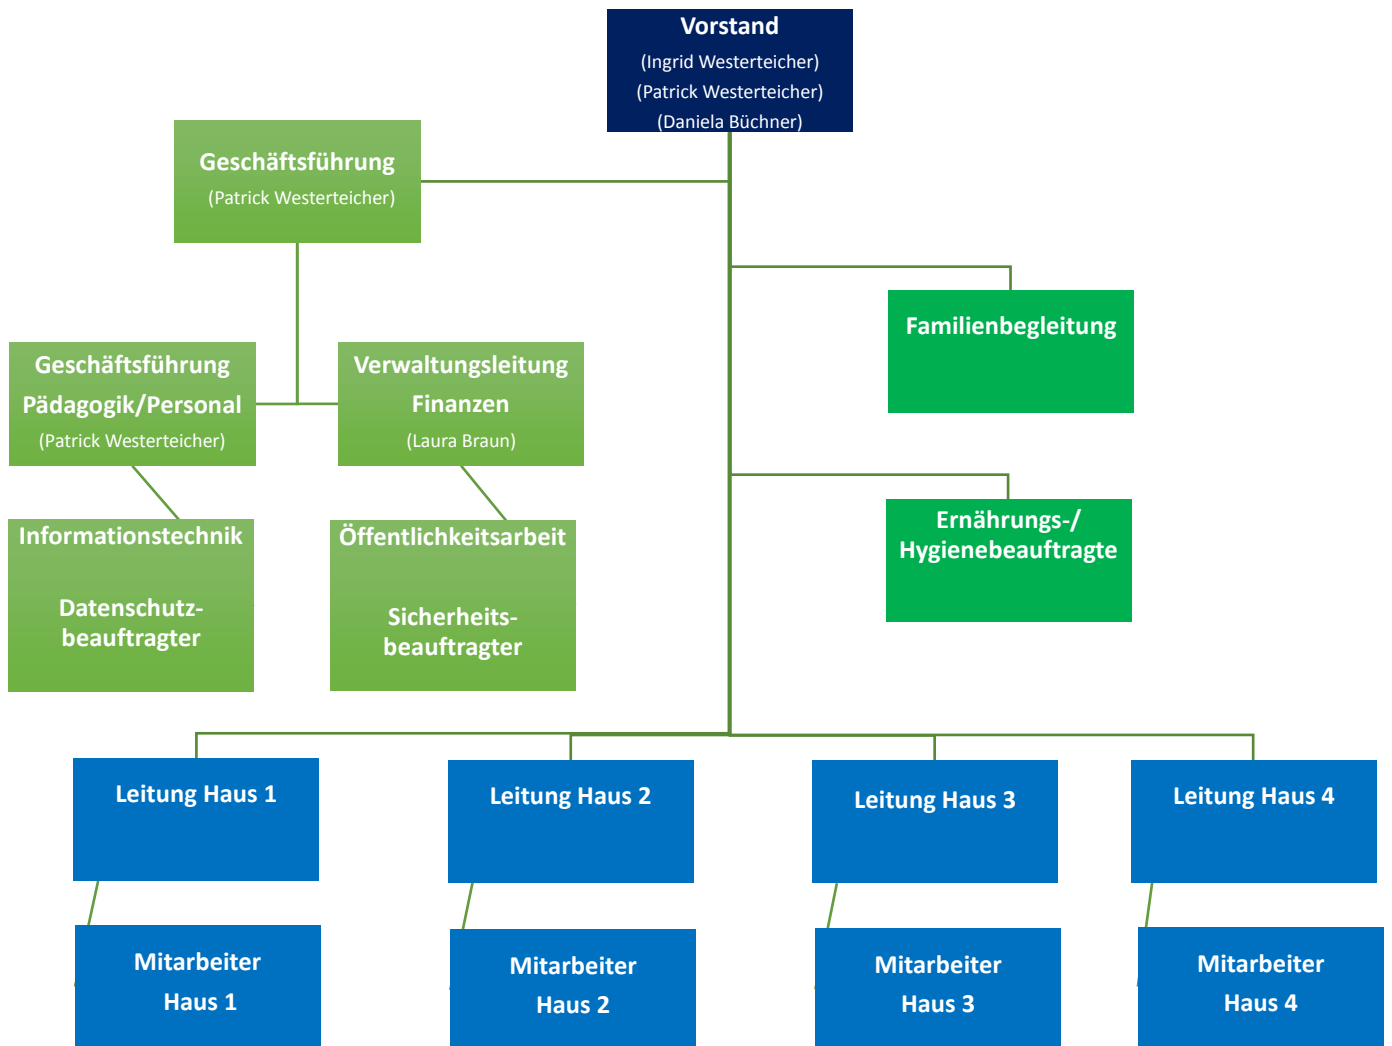 Vorstand
(Ingrid Westerteicher)
(Patrick Westerteicher)
(Daniela Büchner)
Geschäftsführung
(Patrick Westerteicher)
Familienbegleitung
Geschäftsführung
Pädagogik/Personal
(Patrick Westerteicher)
Verwaltungsleitung
Finanzen
(Laura Braun)
Informationstechnik
Datenschutz-
beauftragter
Öffentlichkeitsarbeit
Sicherheits-
beauftragter
Ernährungs-/
Hygienebeauftragte
Leitung Haus 1
Leitung Haus 2
Leitung Haus 3
Leitung Haus 4
Mitarbeiter
Haus 1
Mitarbeiter
Haus 2
Mitarbeiter
Haus 3
Mitarbeiter
Haus 4